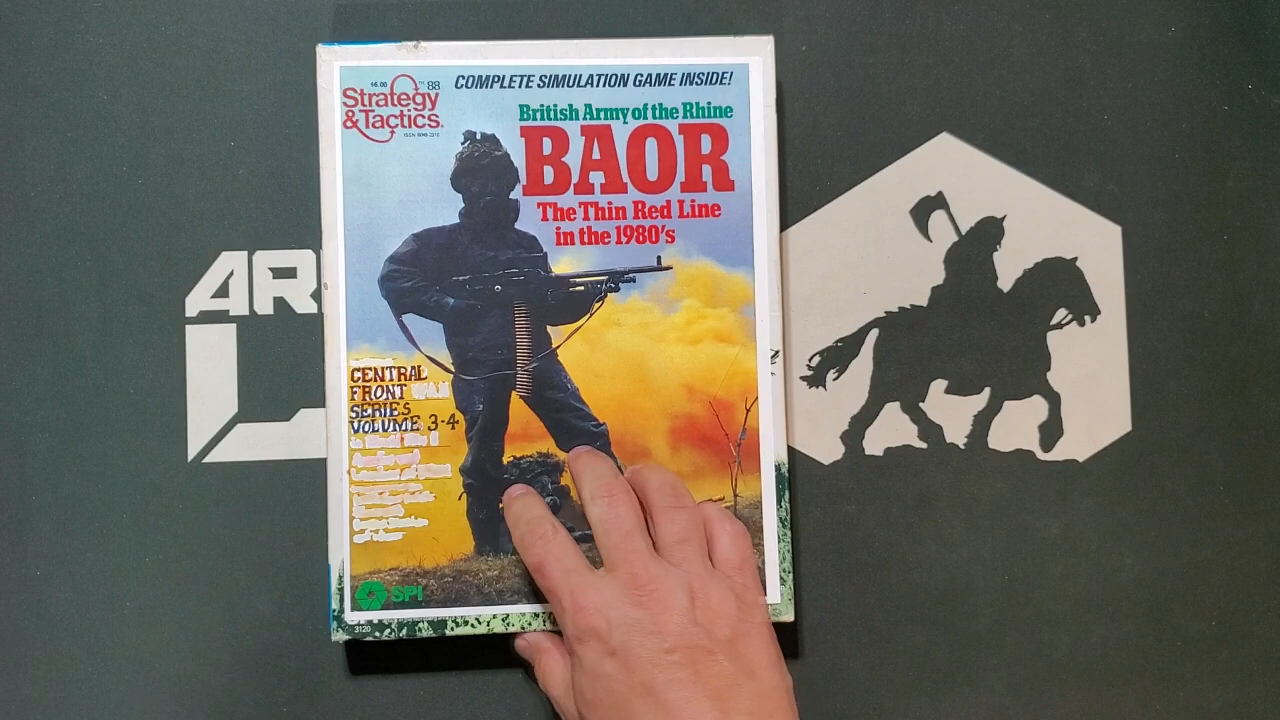 COMPLETE SIMULATION GAME INSIDE!
$6.00
88
Strategy
&Tactics
British Army of the Rhine
BAOR
The Thin Red Line
in the 1980's
AR
L
CENTRAL
FRONT
SERIES
VOLUME 3-4
SPI
3120